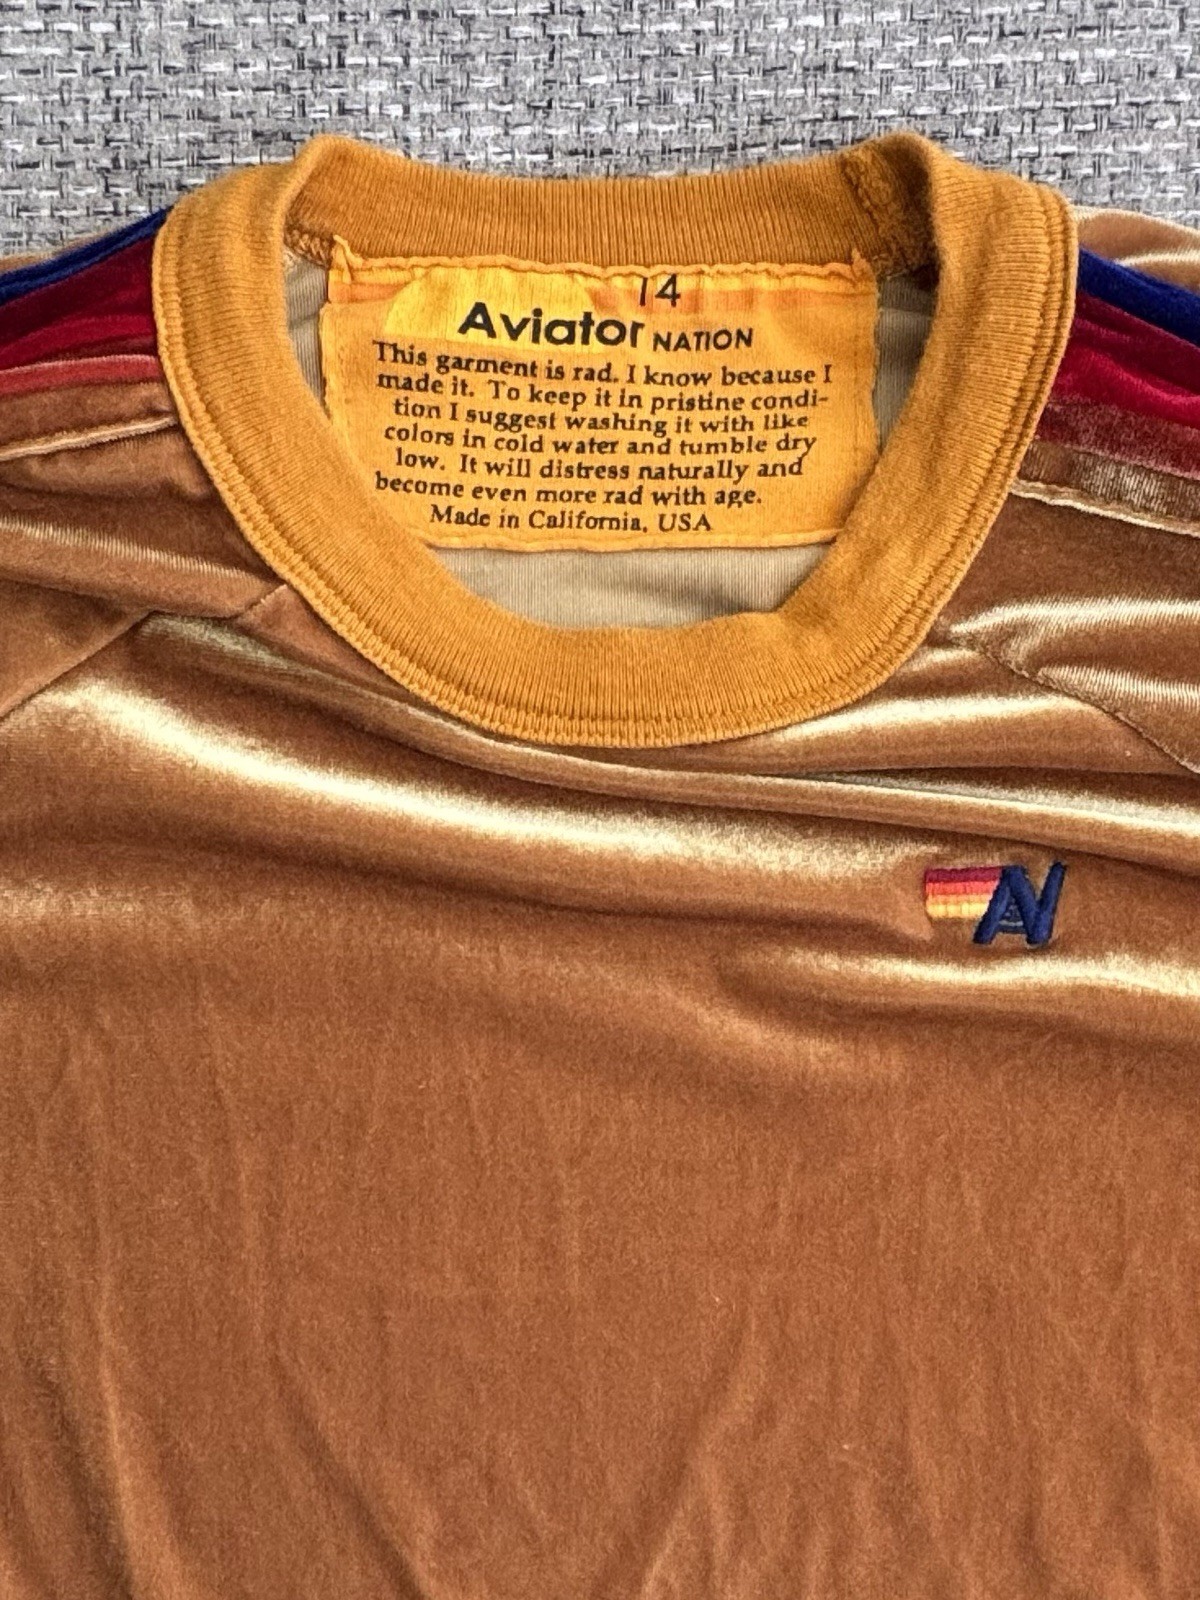 14
Aviator NATION
This garment is rad. I know because I
made it. To keep it in pristine condi-
tion I suggest washing it with like
colors in cold water and tumble dry
low. It will distress naturally and
become even more rad with age.
Made in California, USA
AN